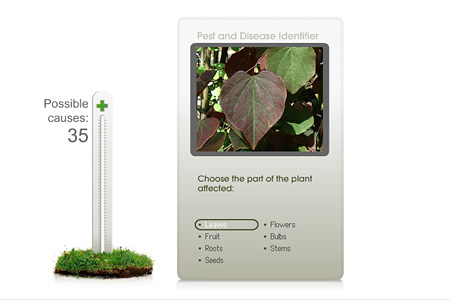 Pest and Disease Identifier
Possible
causes:
35
Choose the part of the plant
affected:
• Leaves
• Fruit
• Roots
• Seeds
• Flowers
• Bulbs
• Stems